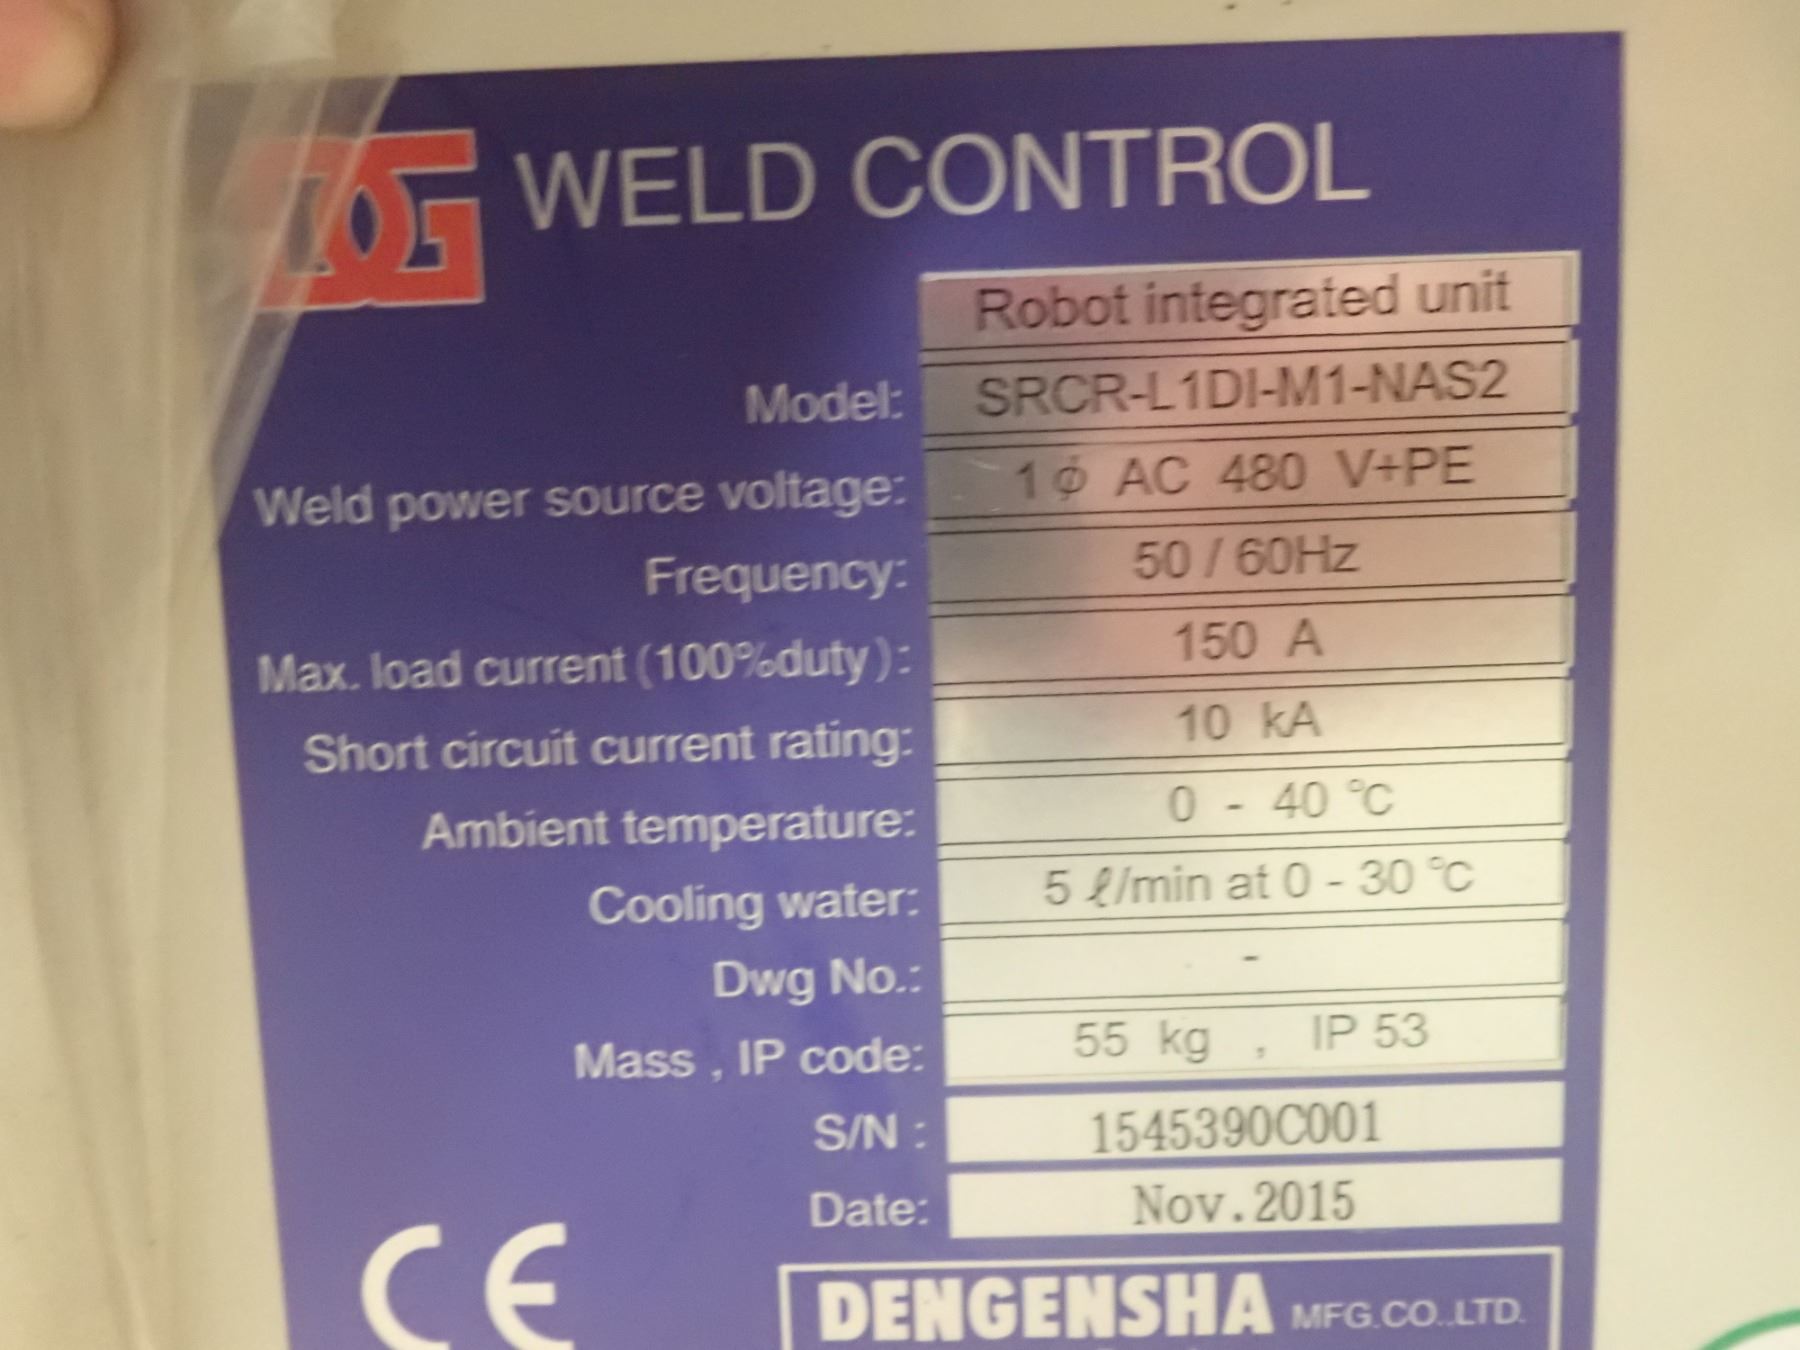 DG WELD CONTROL
Robot integrated unit
Model: SRCR-L1DI-M1-NAS2
Weld power source voltage: 1ϕ AC 480 V+PE
Frequency: 50 / 60Hz
Max. load current (100%duty): 150 A
Short circuit current rating: 10 kA
Ambient temperature: 0 - 40 ℃
Cooling water: 5 ℓ/min at 0 - 30 ℃
Dwg No.: -
Mass , IP code: 55 kg , IP 53
S/N : 1545390C001
Date: Nov.2015
CE
DENGENSHA MFG.CO.,LTD.